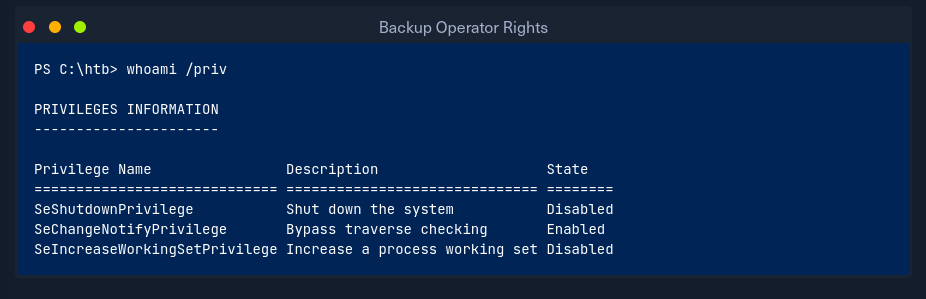 Backup Operator Rights
PS C:\htb> whoami /priv
PRIVILEGES INFORMATION
----------------------
Privilege Name                Description                    State
============================= ============================== ========
SeShutdownPrivilege           Shut down the system           Disabled
SeChangeNotifyPrivilege       Bypass traverse checking       Enabled
SeIncreaseWorkingSetPrivilege Increase a process working set Disabled